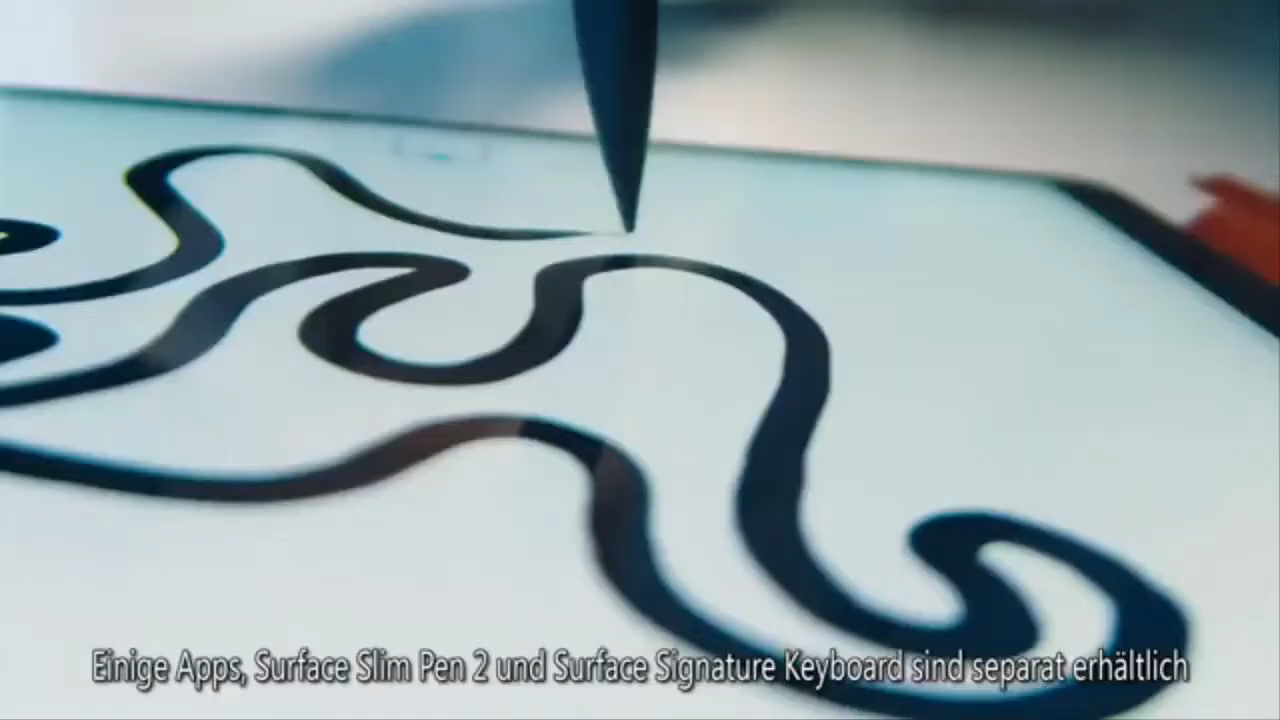 Einige Apps, Surface Slim Pen 2 und Surface Signature Keyboard sind separat erhältlich